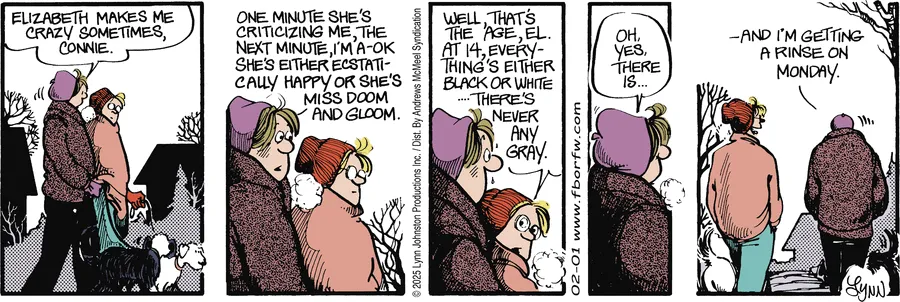 ELIZABETH MAKES ME
CRAZY SOMETIMES,
CONNIE.
ONE MINUTE SHE'S
CRITICIZING ME, THE
NEXT MINUTE, I'M A-OK
SHE'S EITHER ECSTATI-
CALLY HAPPY OR SHE'S
MISS DOOM
AND GLOOM.
© 2025 Lynn Johnston Productions Inc. / Dist. By Andrews McMeel Syndication
WELL, THAT'S
THE AGE, EL.
AT 14, EVERY-
THING'S EITHER
BLACK OR WHITE
.... THERE'S
NEVER
ANY
GRAY.
02-01 www.fborfw.com
OH,
YES,
THERE
IS...
-AND I'M GETTING
A RINSE ON
MONDAY.
LYNN